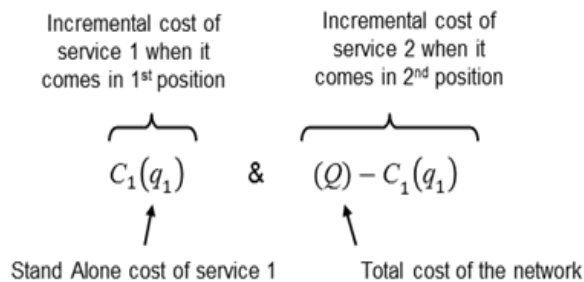 Incremental cost of
service 1 when it
comes in 1st position
Incremental cost of
service 2 when it
comes in 2nd position
C₁(q₁) & (Q) − C₁(q₁)
Stand Alone cost of service 1
Total cost of the network